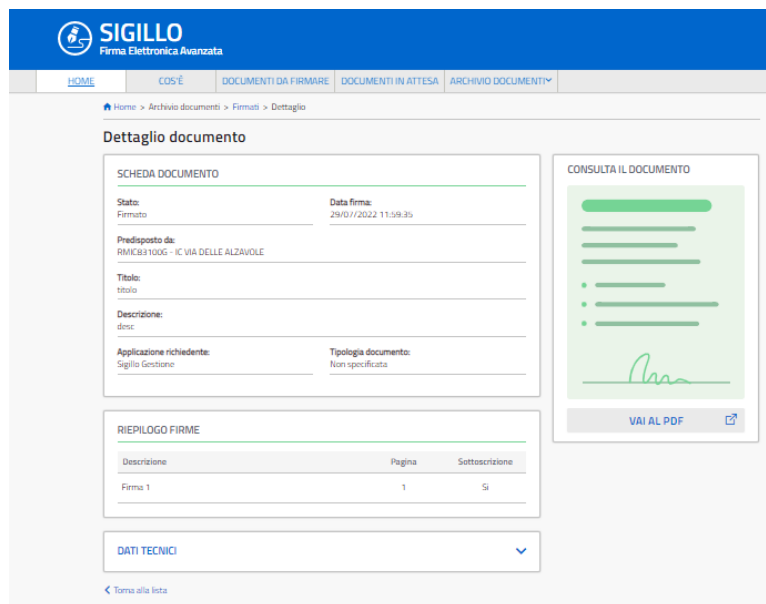 SIGILLO
Firma Elettronica Avanzata
HOME COS'È DOCUMENTI DA FIRMARE DOCUMENTI IN ATTESA ARCHIVIO DOCUMENTI
Home > Archivio documenti > Firmati > Dettaglio
Dettaglio documento
SCHEDA DOCUMENTO
Stato: Data firma:
Firmato 29/07/2022 11:59.35
Predisposto da:
RMIC83100G - IC VIA DELLE ALZAVOLE
Titolo:
titolo
Descrizione:
desc
Applicazione richiedente: Tipologia documento:
Sigillo Gestione Non specificata
RIEPILOGO FIRME
Descrizione Pagina Sottoscrizione
Firma 1 1 Si
DATI TECNICI
Torna alla lista
CONSULTA IL DOCUMENTO
VAI AL PDF